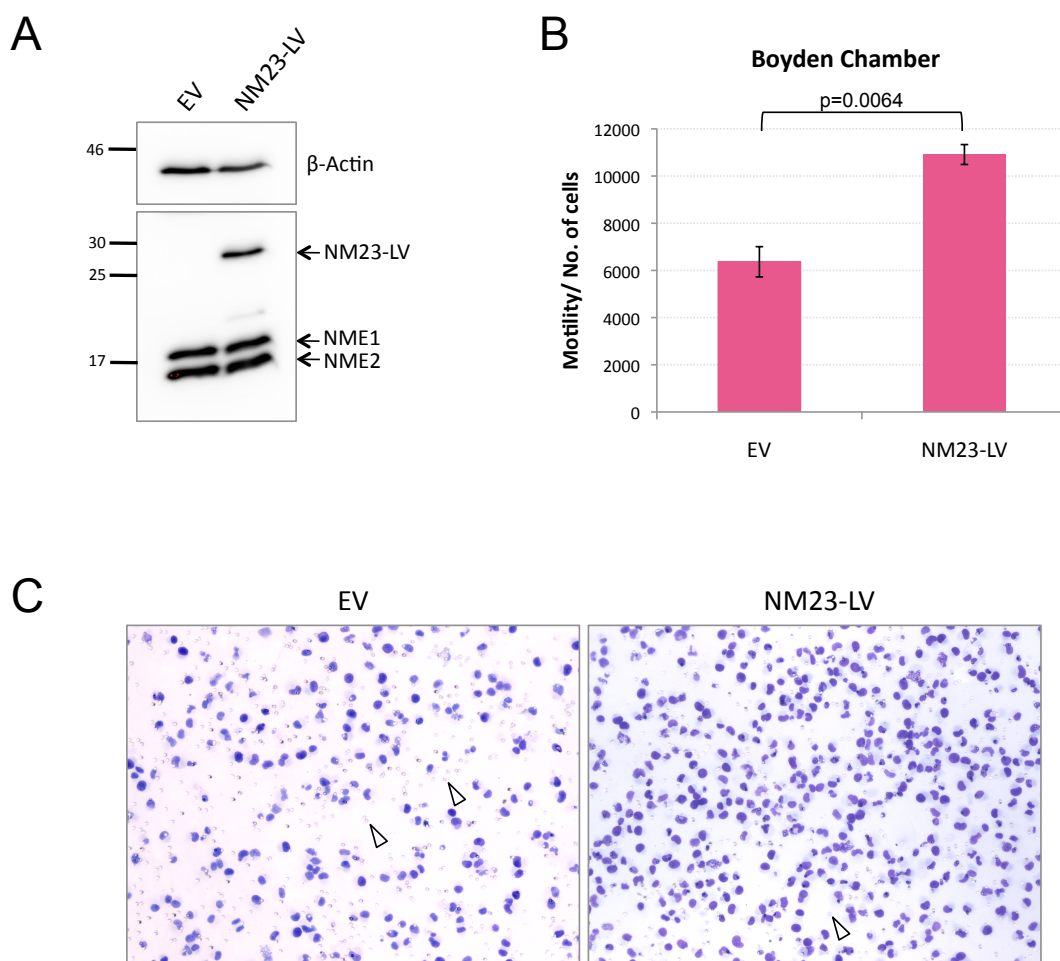 A
EV
NM23-LV
46
β-Actin
30
NM23-LV
25
NME1
17
NME2
B
Boyden Chamber
p=0.0064
Motility/ No. of cells
12000
10000
8000
6000
4000
2000
0
EV
NM23-LV
C
EV
NM23-LV